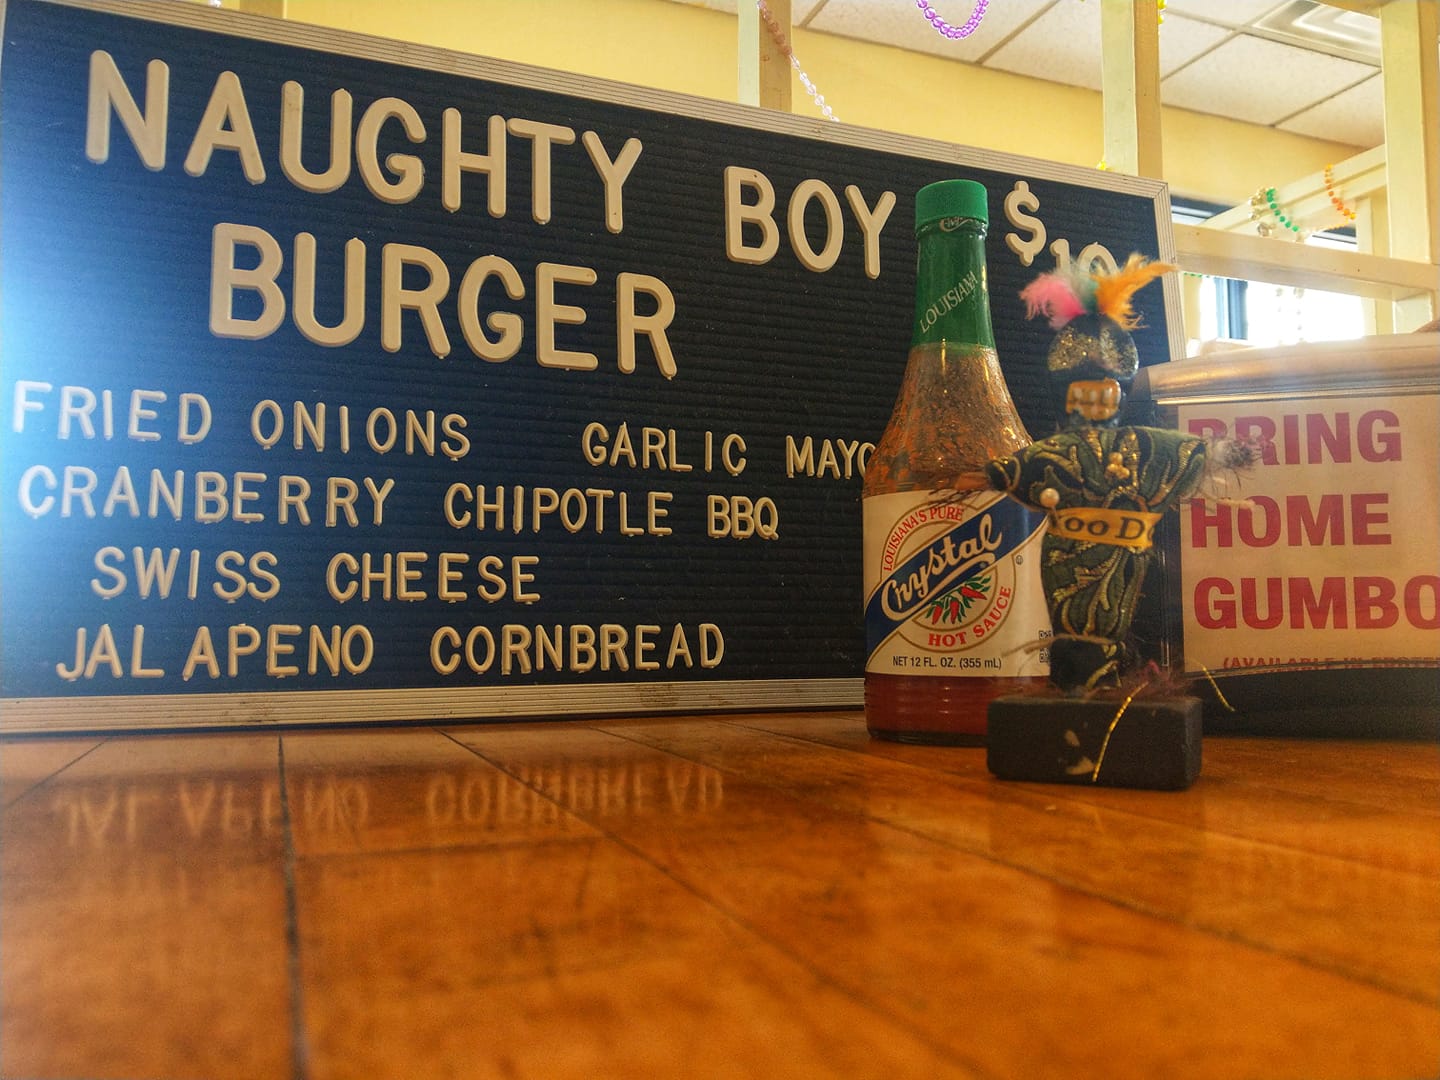 NAUGHTY BOY $10
BURGER
FRIED ONIONS GARLIC MAYO
CRANBERRY CHIPOTLE BBQ
SWISS CHEESE
JALAPENO CORNBREAD
LOUISIANA
LOUISIANA'S PURE
Crystal
HOT SAUCE
NET 12 FL. OZ. (355 mL)
OOD
BRING
HOME
GUMBO